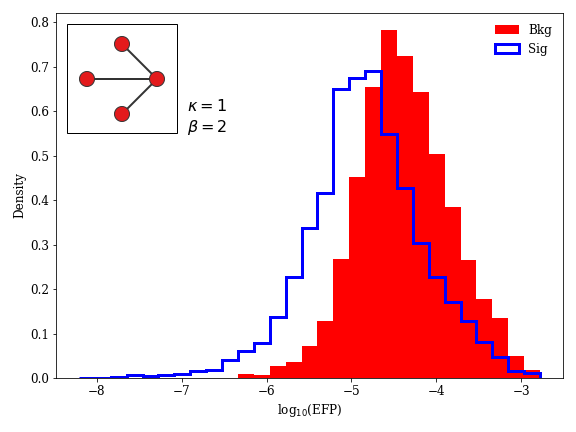 0.8
0.7
0.6
0.5
0.4
0.3
0.2
0.1
0.0
Density
κ = 1
β = 2
Bkg
Sig
−8 −7 −6 −5 −4 −3
log₁₀(EFP)